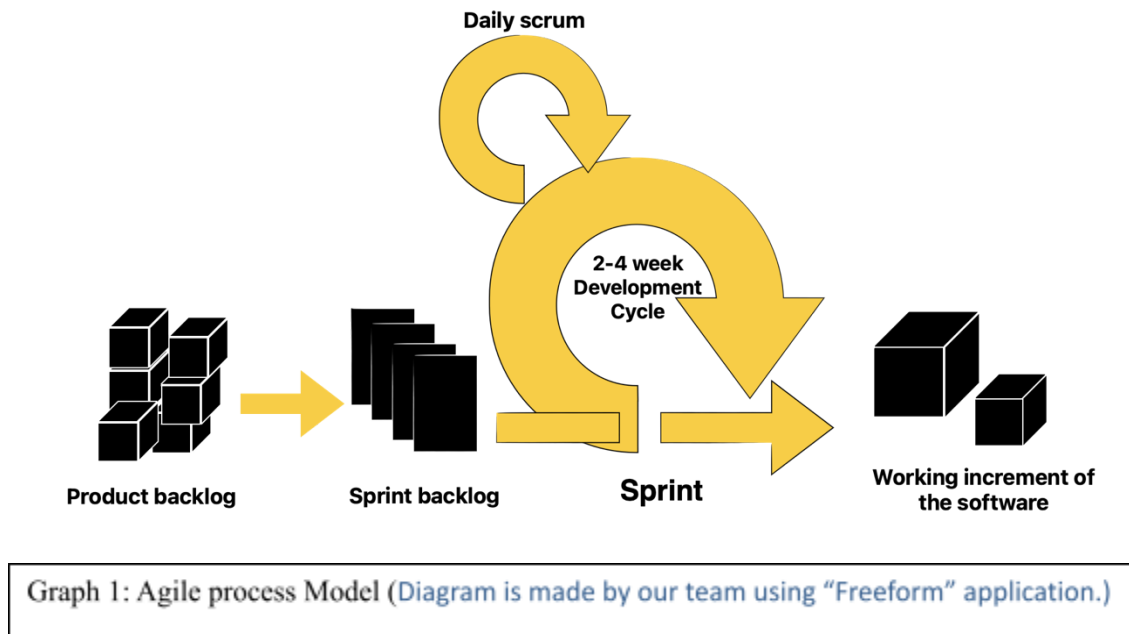 Daily scrum
2-4 week
Development
Cycle
Product backlog
Sprint backlog
Sprint
Working increment of
the software
Graph 1: Agile process Model (Diagram is made by our team using “Freeform” application.)